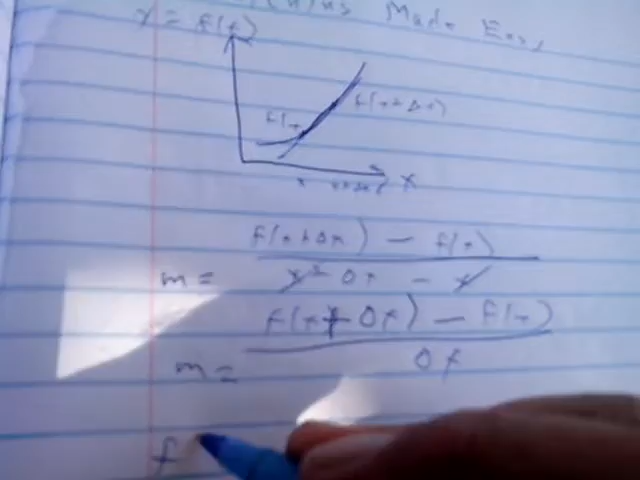 Made Easy
y = f(x)
f(x+Δx)
f(x
x x+Δx x
f(x+Δx) - f(x)
m =
x+Δx - x
f(x+Δx) - f(x)
m =
Δx
f